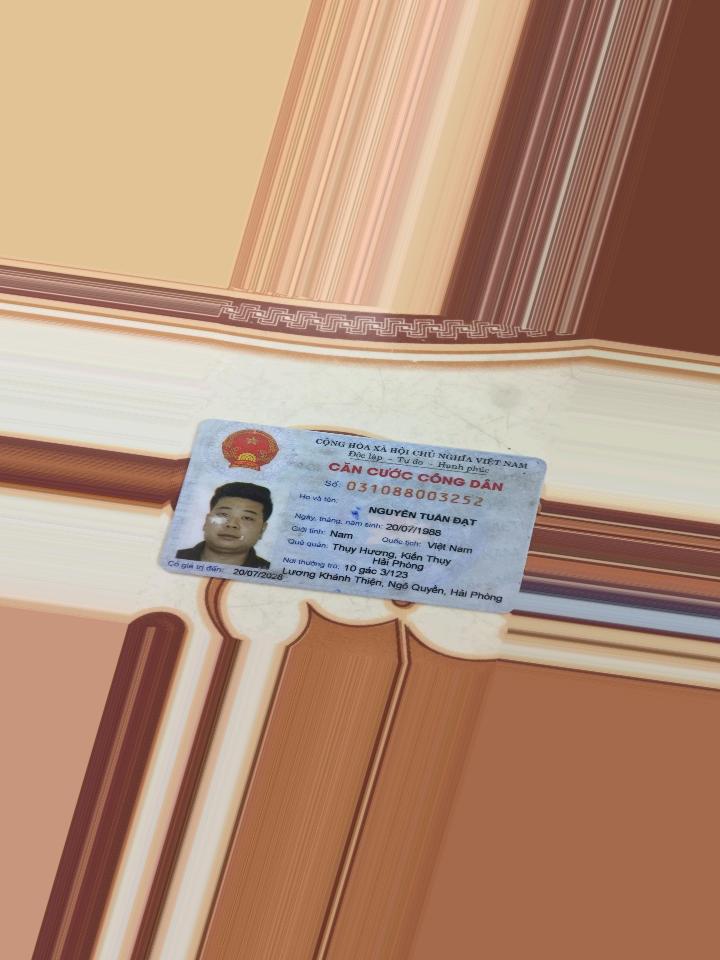 CỘNG HÒA XÃ HỘI CHỦ NGHĨA VIỆT NAM
Độc lập - Tự do - Hạnh phúc
CĂN CƯỚC CÔNG DÂN
Số: 031088003252
Họ và tên:
NGUYỄN TUẤN ĐẠT
Ngày, tháng, năm sinh: 20/07/1988
Giới tính: Nam Quốc tịch: Việt Nam
Quê quán: Thụy Hương, Kiến Thụy
Hải Phòng
Nơi thường trú: 10 gác 3/123
Có giá trị đến: 20/07/2028 Lương Khánh Thiện, Ngô Quyền, Hải Phòng